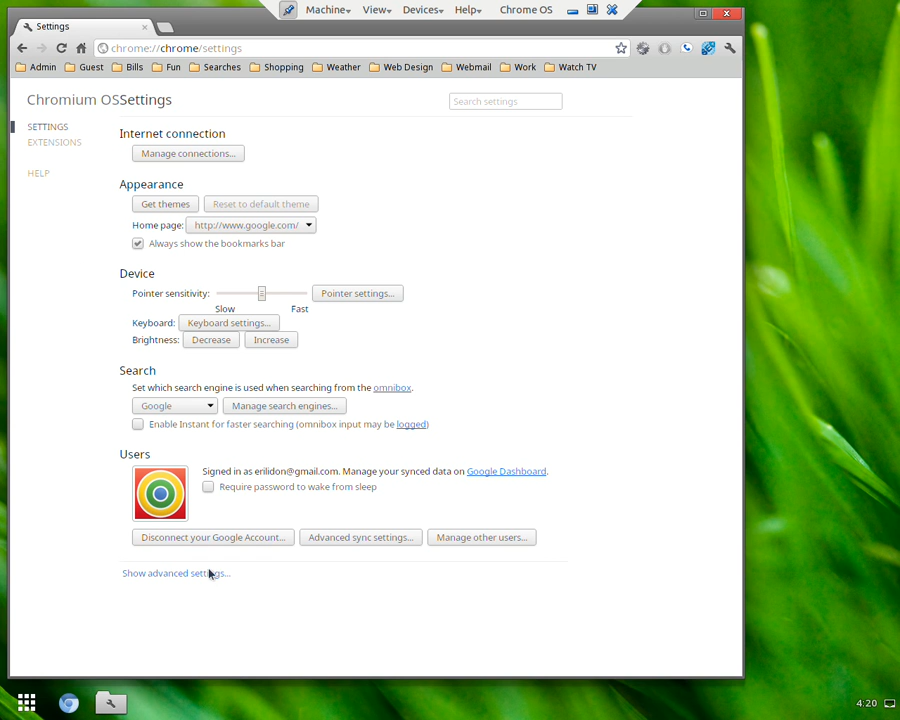 Machine View Devices Help Chrome OS
Settings
chrome://chrome/settings
Admin Guest Bills Fun Searches Shopping Weather Web Design Webmail Work Watch TV
Chromium OSSettings
Search settings
SETTINGS
EXTENSIONS
HELP
Internet connection
Manage connections...
Appearance
Get themes Reset to default theme
Home page: http://www.google.com/
Always show the bookmarks bar
Device
Pointer sensitivity: Pointer settings...
Slow Fast
Keyboard: Keyboard settings...
Brightness: Decrease Increase
Search
Set which search engine is used when searching from the omnibox.
Google Manage search engines...
Enable Instant for faster searching (omnibox input may be logged)
Users
Signed in as erilidon@gmail.com. Manage your synced data on Google Dashboard.
Require password to wake from sleep
Disconnect your Google Account... Advanced sync settings... Manage other users...
Show advanced settings...
4:20